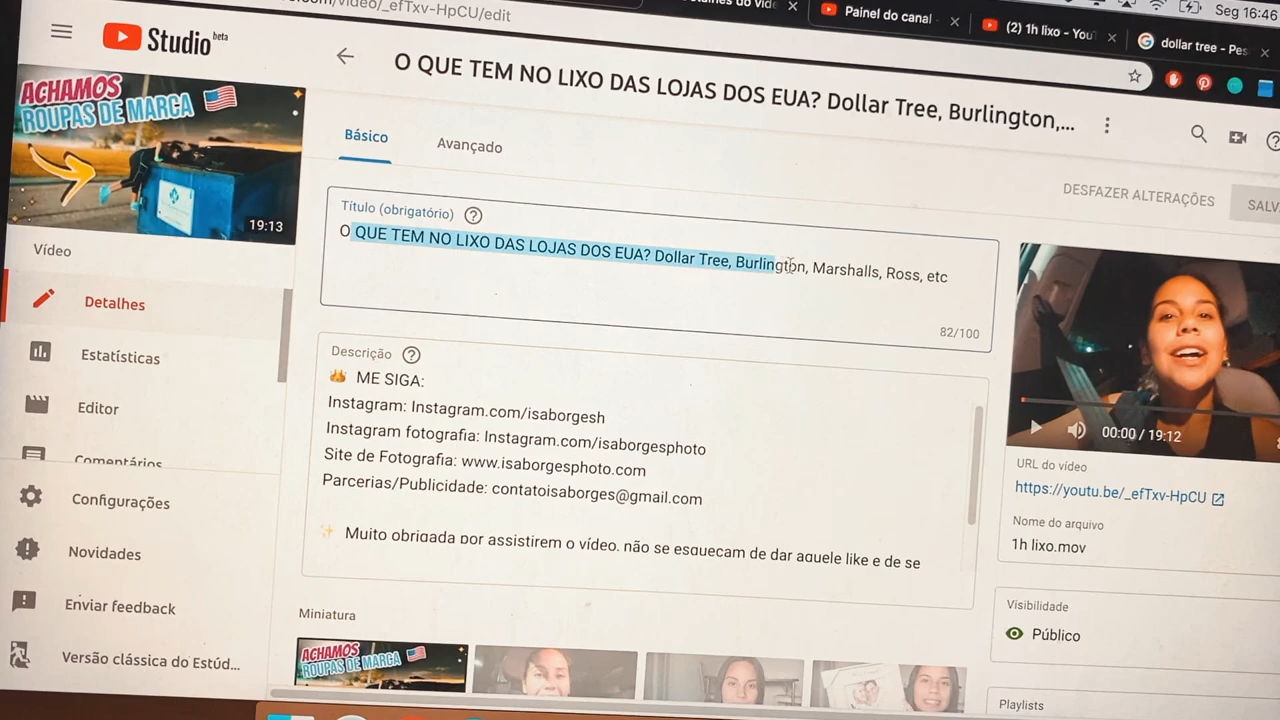 /video/_efTxv-HpCU/edit
Painel do canal
(2) 1h lixo - YouT
dollar tree - Pes
Seg 16:46
Studio beta
O QUE TEM NO LIXO DAS LOJAS DOS EUA? Dollar Tree, Burlington,...
ACHAMOS
ROUPAS DE MARCA
19:13
Vídeo
Detalhes
Estatísticas
Editor
Comentários
Configurações
Novidades
Enviar feedback
Versão clássica do Estúd...
Básico
Avançado
DESFAZER ALTERAÇÕES
SALV
Título (obrigatório)
O QUE TEM NO LIXO DAS LOJAS DOS EUA? Dollar Tree, Burlington, Marshalls, Ross, etc
82/100
Descrição
ME SIGA:
Instagram: Instagram.com/isaborgesh
Instagram fotografia: Instagram.com/isaborgesphoto
Site de Fotografia: www.isaborgesphoto.com
Parcerias/Publicidade: contatoisaborges@gmail.com
Muito obrigada por assistirem o vídeo, não se esqueçam de dar aquele like e de se
Miniatura
ACHAMOS
ROUPAS DE MARCA
00:00 / 19:12
URL do vídeo
https://youtu.be/_efTxv-HpCU
Nome do arquivo
1h lixo.mov
Visibilidade
Público
Playlists